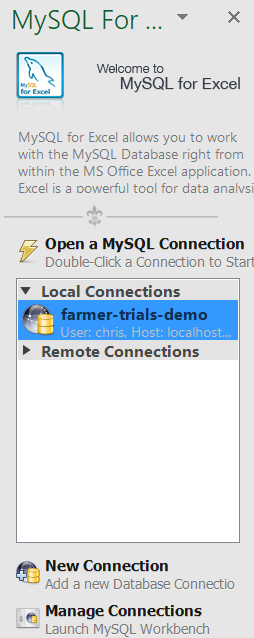 MySQL For ...
MySQL
for Excel
Welcome to
MySQL for Excel
MySQL for Excel allows you to work
with the MySQL Database right from
within the MS Office Excel application.
Excel is a powerful tool for data analysi
Open a MySQL Connection
Double-Click a Connection to Start
Local Connections
farmer-trials-demo
User: chris, Host: localhost...
Remote Connections
New Connection
Add a new Database Connectio
Manage Connections
Launch MySQL Workbench